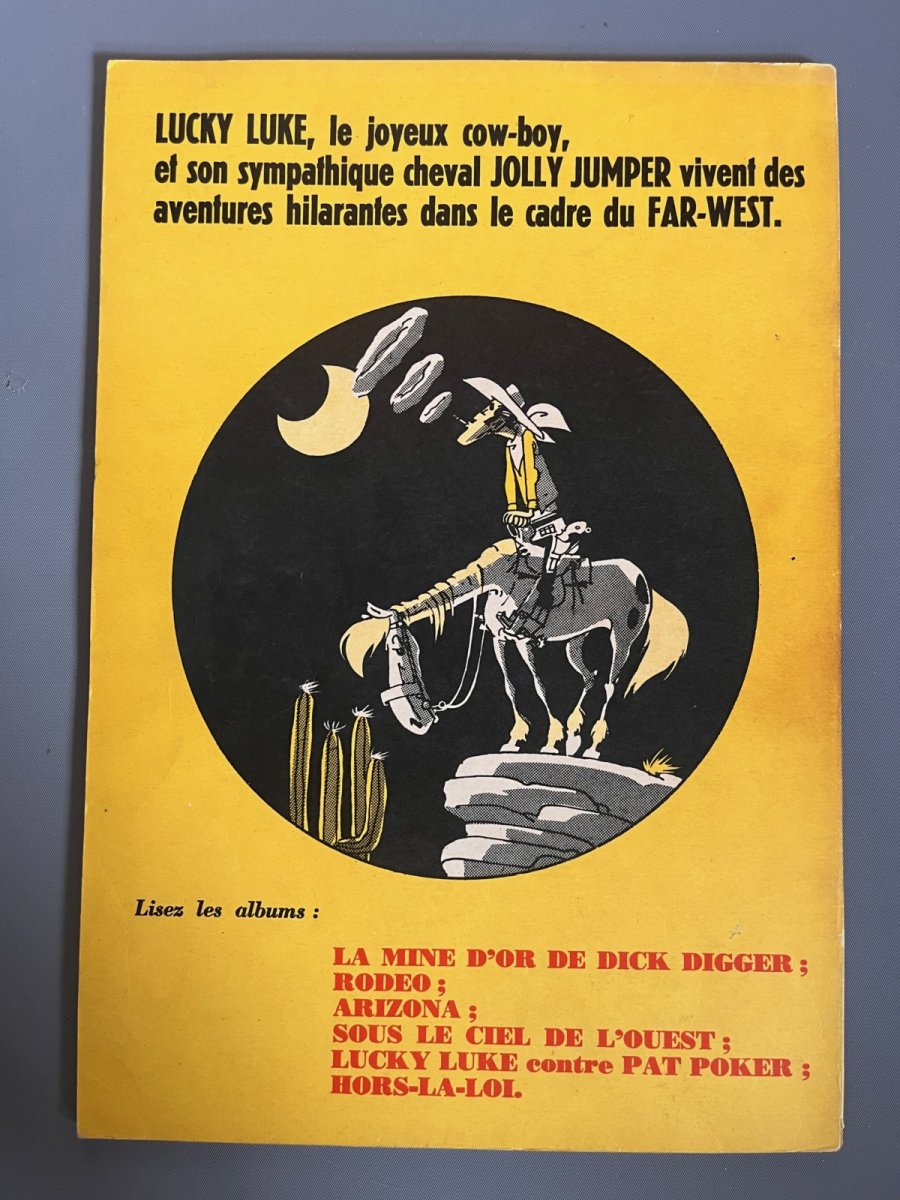 LUCKY LUKE, le joyeux cow-boy,
et son sympathique cheval JOLLY JUMPER vivent des
aventures hilarantes dans le cadre du FAR-WEST.
Lisez les albums :
LA MINE D'OR DE DICK DIGGER ;
RODEO ;
ARIZONA ;
SOUS LE CIEL DE L'OUEST ;
LUCKY LUKE contre PAT POKER ;
HORS-LA-LOI.